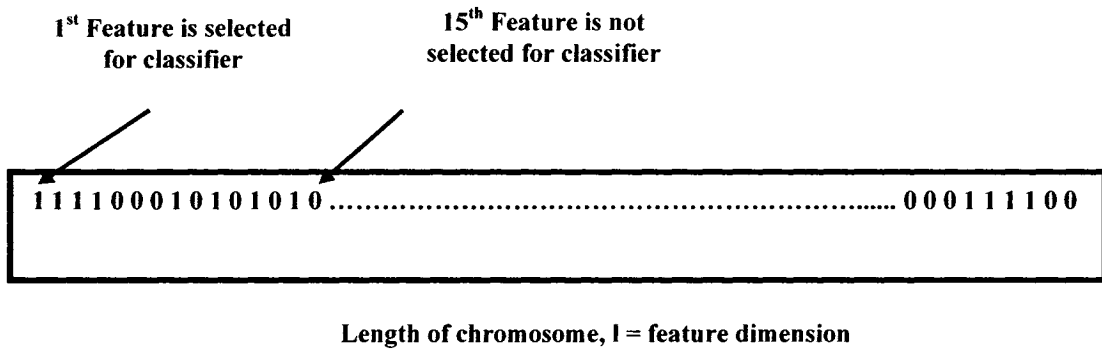 1st Feature is selected
for classifier
15th Feature is not
selected for classifier
1 1 1 1 0 0 0 1 0 1 0 1 0 1 0 ................................................................ 0 0 0 1 1 1 1 0 0
Length of chromosome, l = feature dimension